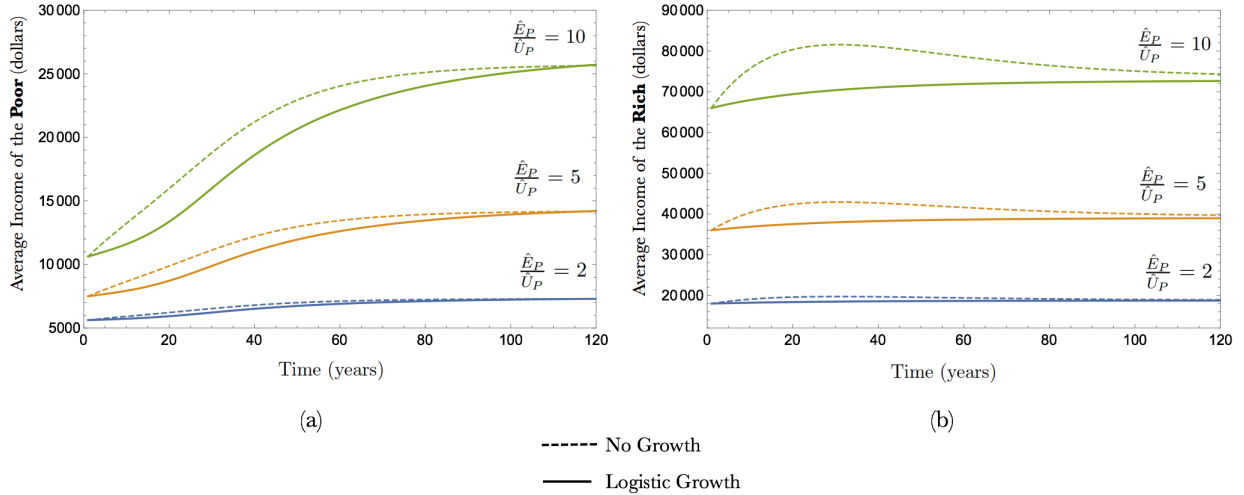 Average Income of the Poor (dollars)
30 000
25 000
20 000
15 000
10 000
5000
Ê_P / Û_P = 10
Ê_P / Û_P = 5
Ê_P / Û_P = 2
0 20 40 60 80 100 120
Time (years)
(a)
Average Income of the Rich (dollars)
90 000
80 000
70 000
60 000
50 000
40 000
30 000
20 000
Ê_P / Û_P = 10
Ê_P / Û_P = 5
Ê_P / Û_P = 2
0 20 40 60 80 100 120
Time (years)
(b)
No Growth
Logistic Growth